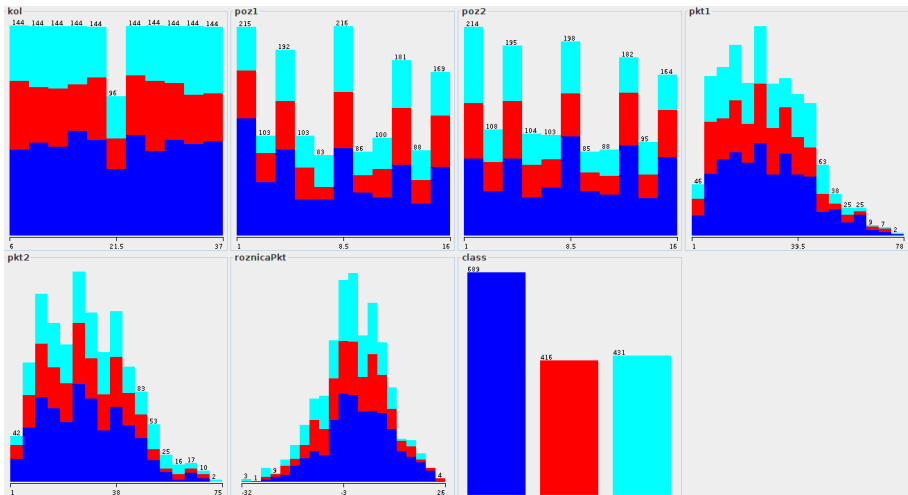 kol
144 144 144 144 144 96 144 144 144 144 144
6 21.5 37
poz1
215 103 192 103 83 216 86 100 181 88 169
1 8.5 16
poz2
214 108 195 104 103 198 85 88 182 95 164
1 8.5 16
pkt1
46 63 38 25 25 9 7 2
1 39.5 78
pkt2
42 83 53 25 16 17 10 2
1 38 75
roznicaPkt
3 1 9 4
-32 -3 26
class
689 416 431